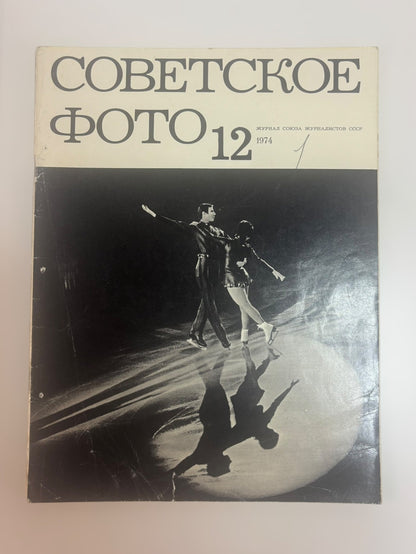 СОВЕТСКОЕ
ФОТО 12
ЖУРНАЛ СОЮЗА ЖУРНАЛИСТОВ СССР
1974
1